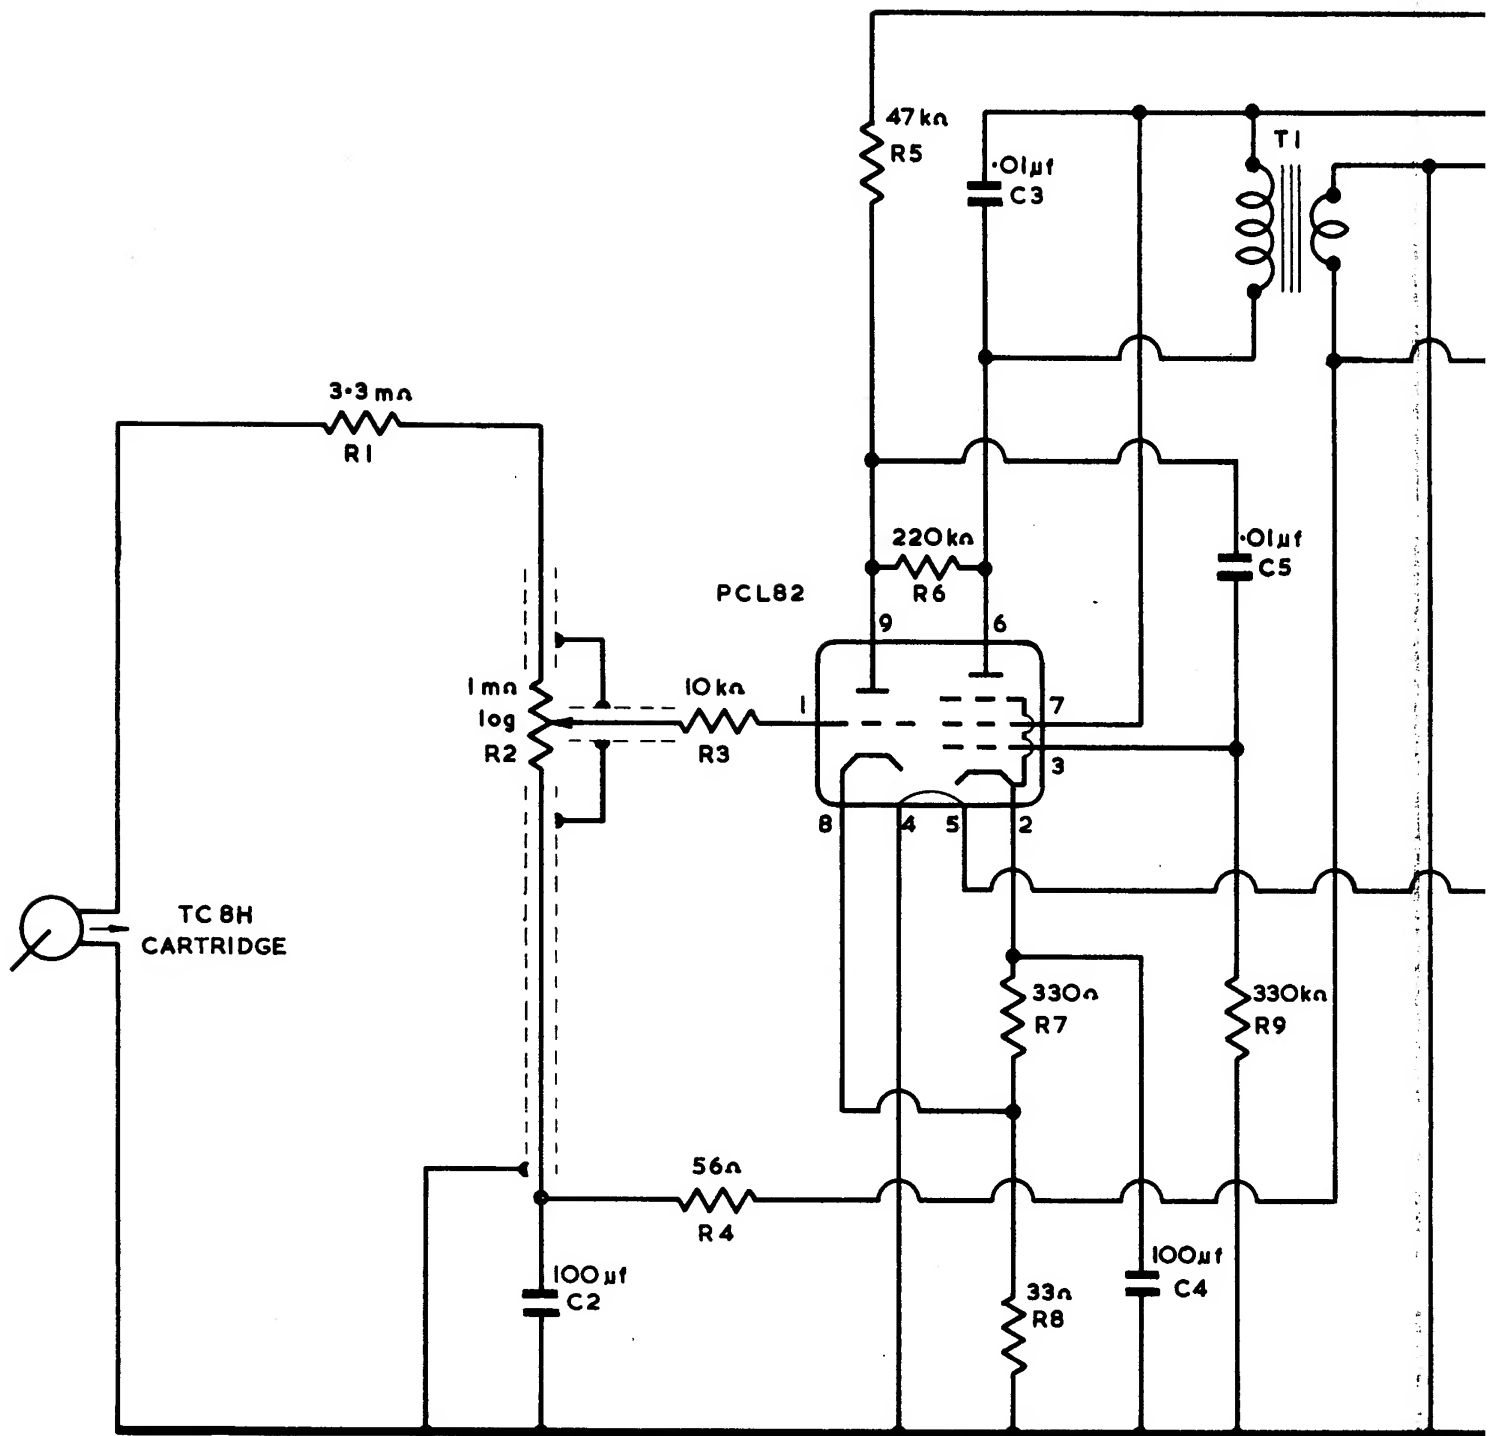 47kΩ
R5
·01µf
C3
T1
3·3mΩ
R1
220kΩ
R6
·01µf
C5
PCL82
9
6
1mΩ
log
R2
10kΩ
R3
1
7
3
8
4
5
2
TC 8H
CARTRIDGE
330Ω
R7
330kΩ
R9
56Ω
R4
100µf
C2
33Ω
R8
100µf
C4